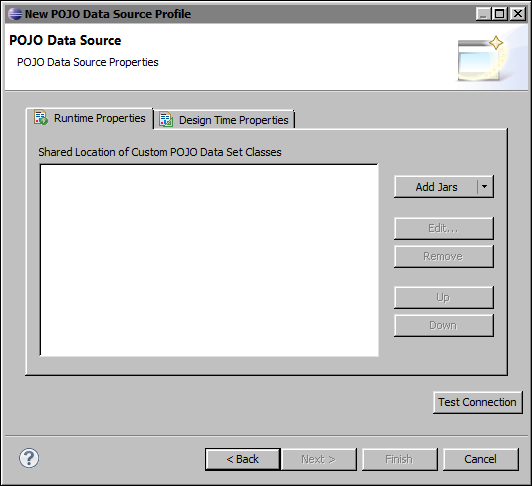 New POJO Data Source Profile
POJO Data Source
POJO Data Source Properties
Runtime Properties
Design Time Properties
Shared Location of Custom POJO Data Set Classes
Add Jars
Edit...
Remove
Up
Down
Test Connection
?
< Back
Next >
Finish
Cancel